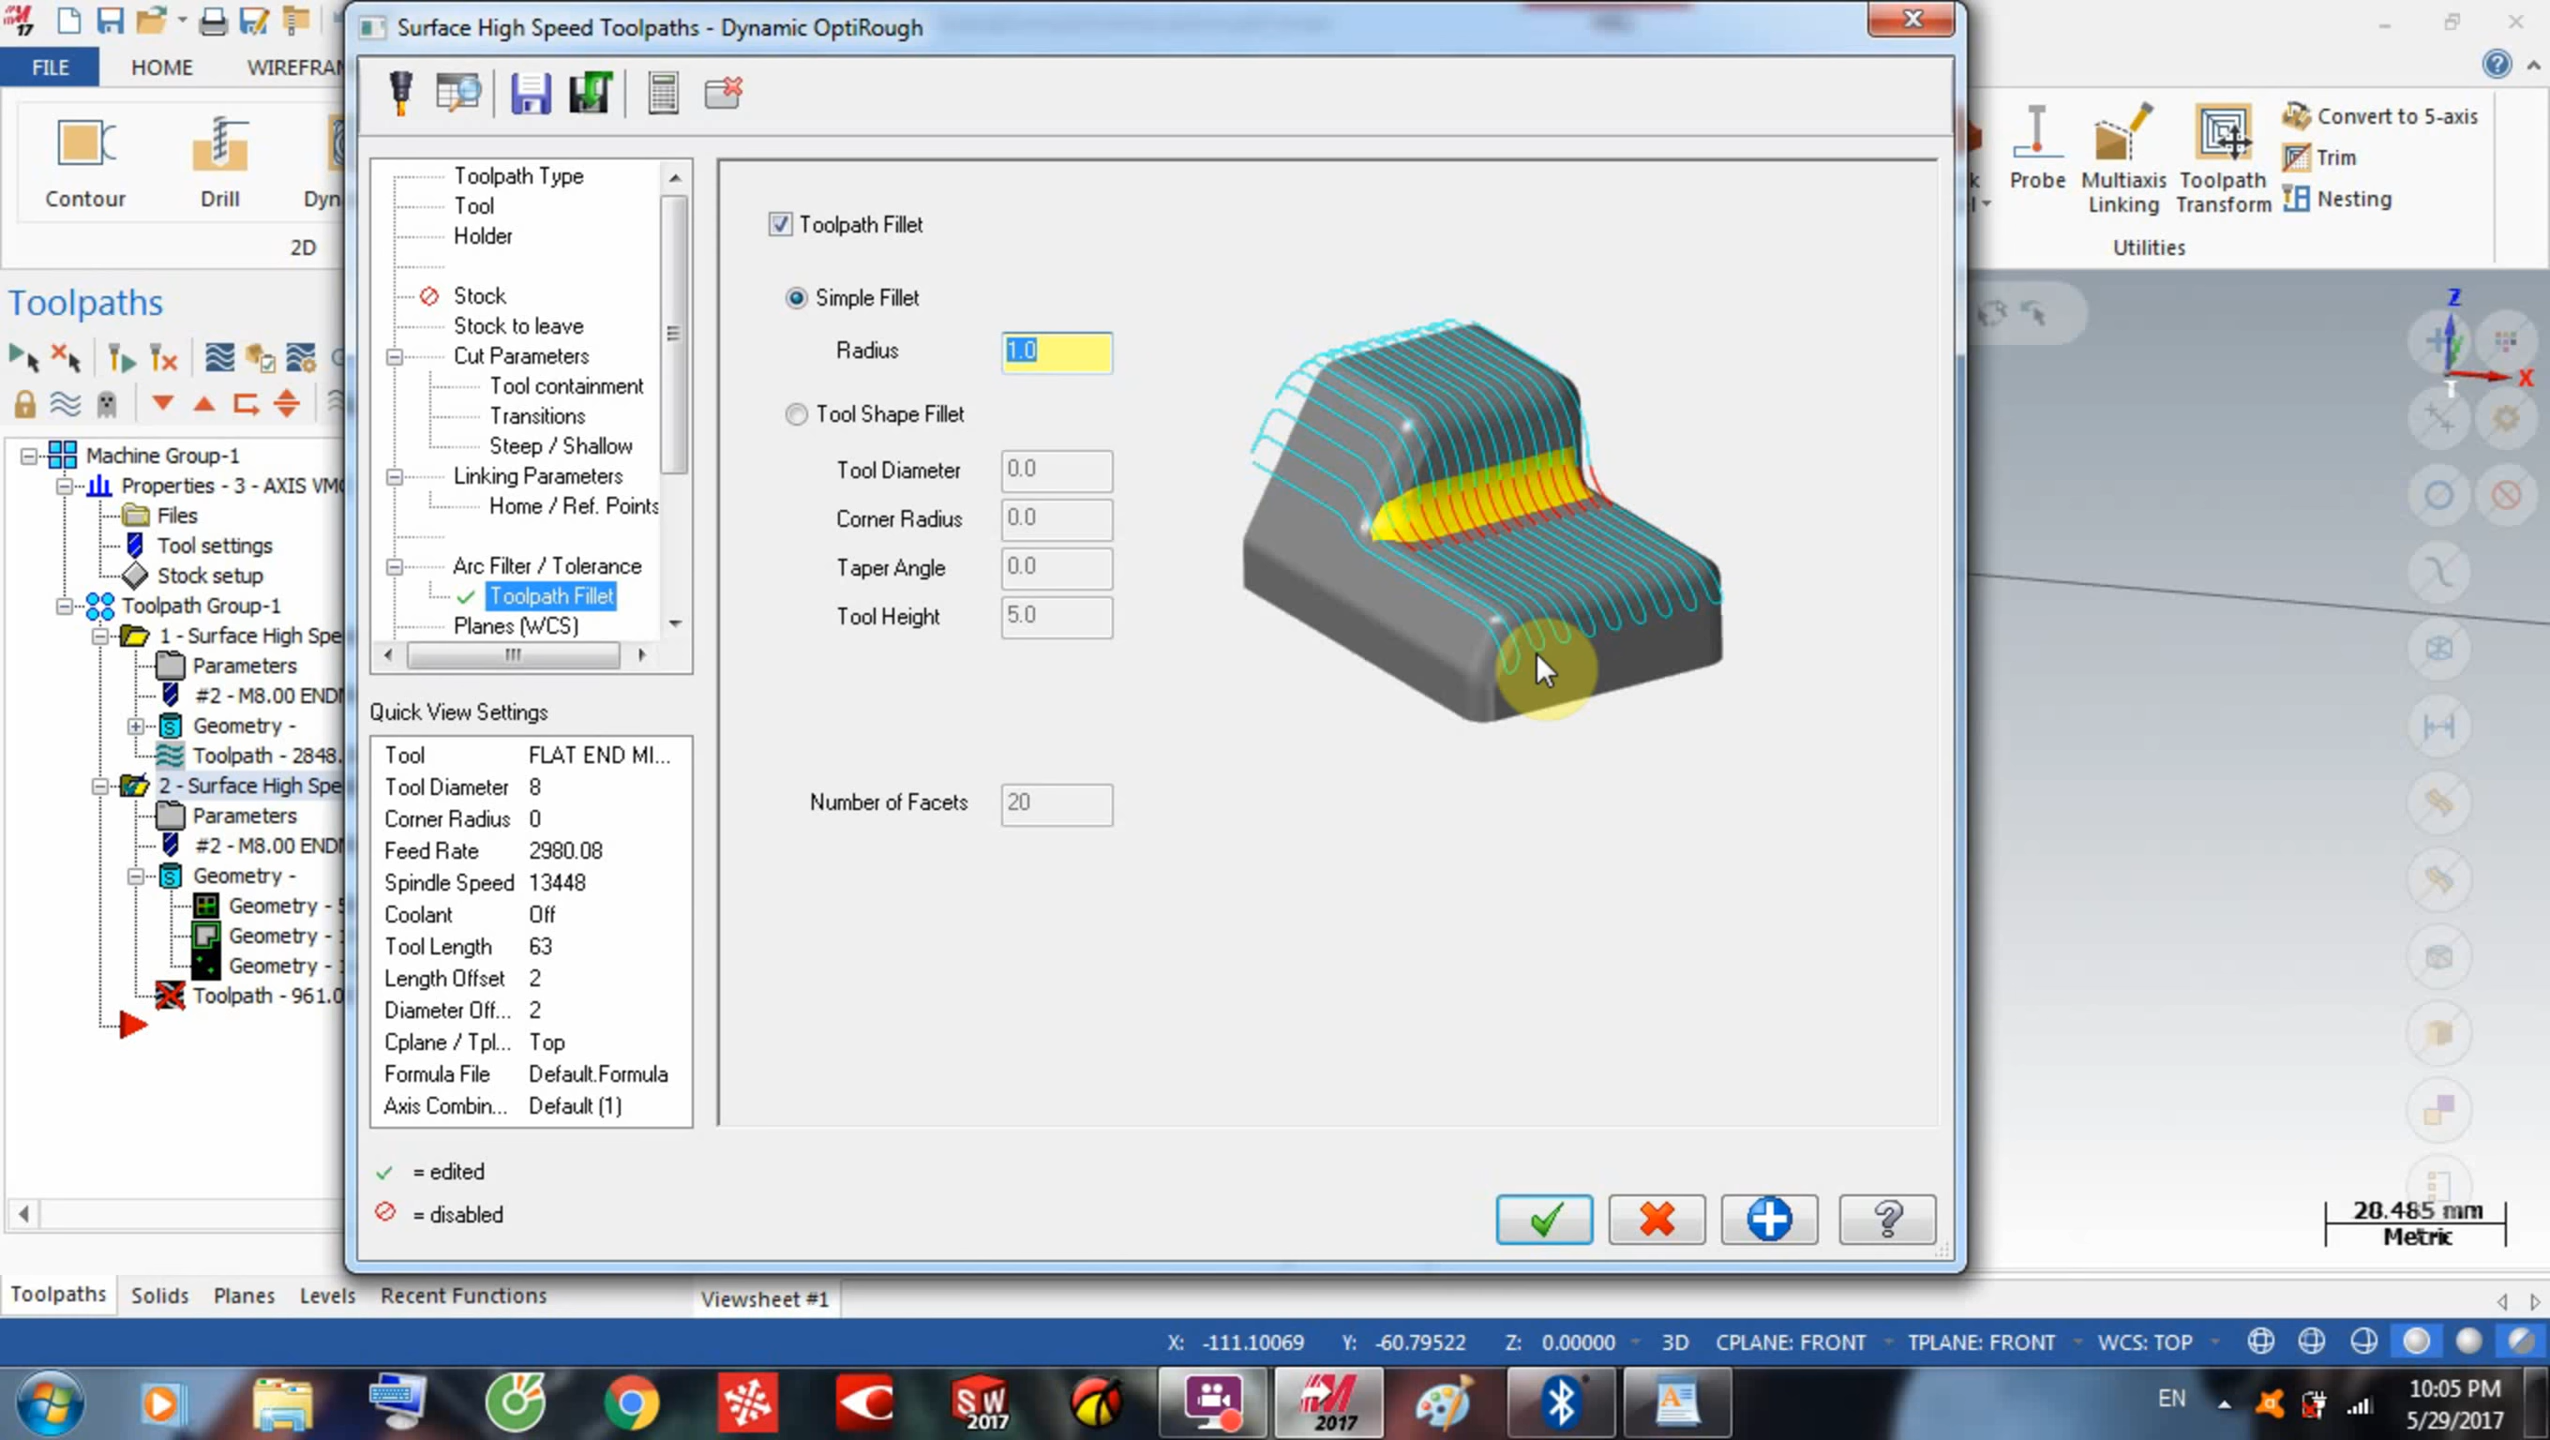 17
Surface High Speed Toolpaths - Dynamic OptiRough
FILE
HOME
WIREFRAM
Contour
Drill
Dyn
2D
Probe
Multiaxis Linking
Toolpath Transform
Convert to 5-axis
Trim
Nesting
Utilities
Toolpaths
Machine Group-1
Properties - 3 - AXIS VMC
Files
Tool settings
Stock setup
Toolpath Group-1
1 - Surface High Spe
Parameters
#2 - M8.00 ENDM
Geometry -
Toolpath - 2848.
2 - Surface High Spe
Parameters
#2 - M8.00 ENDM
Geometry -
Geometry - 5
Geometry - 1
Geometry - 1
Toolpath - 961.0
Toolpath Type
Tool
Holder
Stock
Stock to leave
Cut Parameters
Tool containment
Transitions
Steep / Shallow
Linking Parameters
Home / Ref. Points
Arc Filter / Tolerance
Toolpath Fillet
Planes (WCS)
Quick View Settings
Tool FLAT END MI...
Tool Diameter 8
Corner Radius 0
Feed Rate 2980.08
Spindle Speed 13448
Coolant Off
Tool Length 63
Length Offset 2
Diameter Off... 2
Cplane / Tpl... Top
Formula File Default.Formula
Axis Combin... Default (1)
= edited
= disabled
Toolpath Fillet
Simple Fillet
Radius 1.0
Tool Shape Fillet
Tool Diameter 0.0
Corner Radius 0.0
Taper Angle 0.0
Tool Height 5.0
Number of Facets 20
Z
X
28.485 mm
Metric
Toolpaths Solids Planes Levels Recent Functions Viewsheet #1
X: -111.10069 Y: -60.79522 Z: 0.00000 3D CPLANE: FRONT TPLANE: FRONT WCS: TOP
SW 2017
2017
EN
10:05 PM
5/29/2017